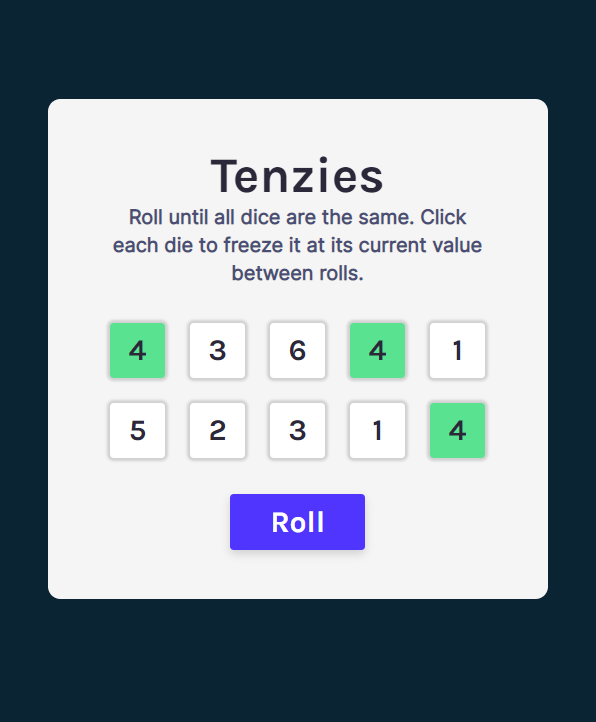 Tenzies
Roll until all dice are the same. Click
each die to freeze it at its current value
between rolls.
4 3 6 4 1
5 2 3 1 4
Roll